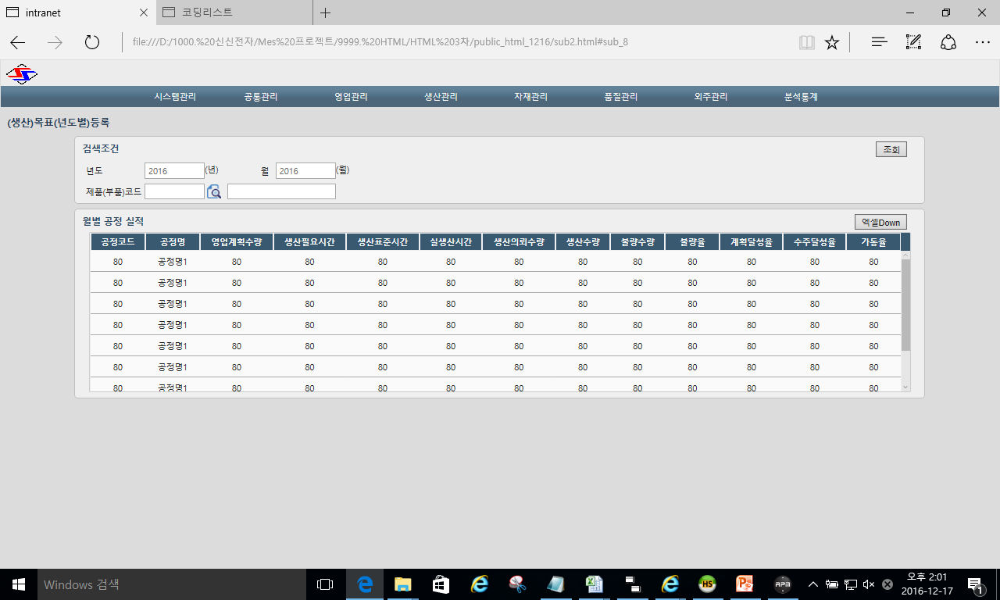 intranet
코딩리스트
file:///D:/1000.%20신신전자/Mes%20프로젝트/9999.%20HTML/HTML%203차/public_html_1216/sub2.html#sub_8
시스템관리 공통관리 영업관리 생산관리 자재관리 품질관리 외주관리 분석통계
(생산)목표(년도별)등록
검색조건 조회
년도 2016 (년) 월 2016 (월)
제품(부품)코드
월별 공정 실적 엑셀Down
공정코드 공정명 영업계획수량 생산필요시간 생산표준시간 실생산시간 생산의뢰수량 생산수량 불량수량 불량율 계획달성율 수주달성율 가동율
80 공정명1 80 80 80 80 80 80 80 80 80 80 80
80 공정명1 80 80 80 80 80 80 80 80 80 80 80
80 공정명1 80 80 80 80 80 80 80 80 80 80 80
80 공정명1 80 80 80 80 80 80 80 80 80 80 80
80 공정명1 80 80 80 80 80 80 80 80 80 80 80
80 공정명1 80 80 80 80 80 80 80 80 80 80 80
80 공정명1 80 80 80 80 80 80 80 80 80 80 80
Windows 검색
HS
APM
오후 2:01
2016-12-17
1